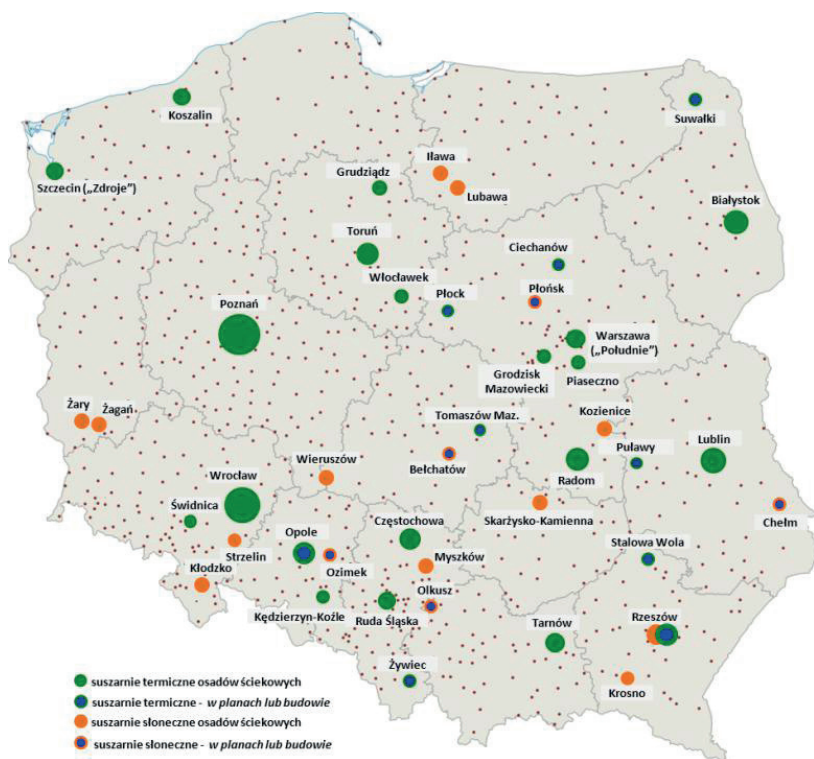 Koszalin
Suwałki
Szczecin („Zdroje”)
Grudziądz
Iława
Lubawa
Białystok
Toruń
Ciechanów
Włocławek
Płock
Płońsk
Poznań
Warszawa
(„Południe”)
Grodzisk
Mazowiecki
Piaseczno
Żary
Żagań
Tomaszów Maz.
Kozienice
Wieruszów
Bełchatów
Puławy
Lublin
Radom
Wrocław
Świdnica
Częstochowa
Skarżysko-Kamienna
Chełm
Strzelin
Opole
Ozimek
Myszków
Stalowa Wola
Kłodzko
Olkusz
Kędzierzyn-Koźle
Ruda Śląska
Tarnów
Rzeszów
Żywiec
Krosno
suszarnie termiczne osadów ściekowych
suszarnie termiczne - w planach lub budowie
suszarnie słoneczne osadów ściekowych
suszarnie słoneczne - w planach lub budowie